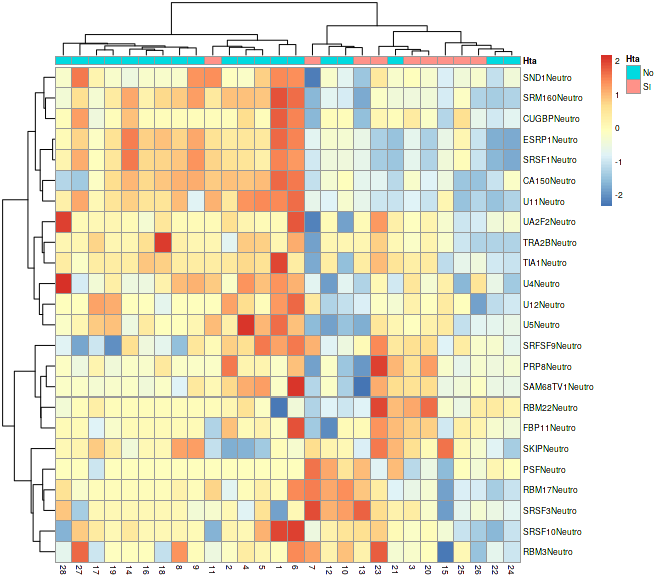 Hta
SND1Neutro
SRM160Neutro
CUGBPNeutro
ESRP1Neutro
SRSF1Neutro
CA150Neutro
U11Neutro
UA2F2Neutro
TRA2BNeutro
TIA1Neutro
U4Neutro
U12Neutro
U5Neutro
SRFSF9Neutro
PRP8Neutro
SAM68TV1Neutro
RBM22Neutro
FBP11Neutro
SKIPNeutro
PSFNeutro
RBM17Neutro
SRSF3Neutro
SRSF10Neutro
RBM3Neutro
28 27 17 19 14 16 18 8 9 11 2 4 5 1 6 7 12 10 13 23 21 3 20 15 25 26 22 24
2
1
0
-1
-2
Hta
No
Si